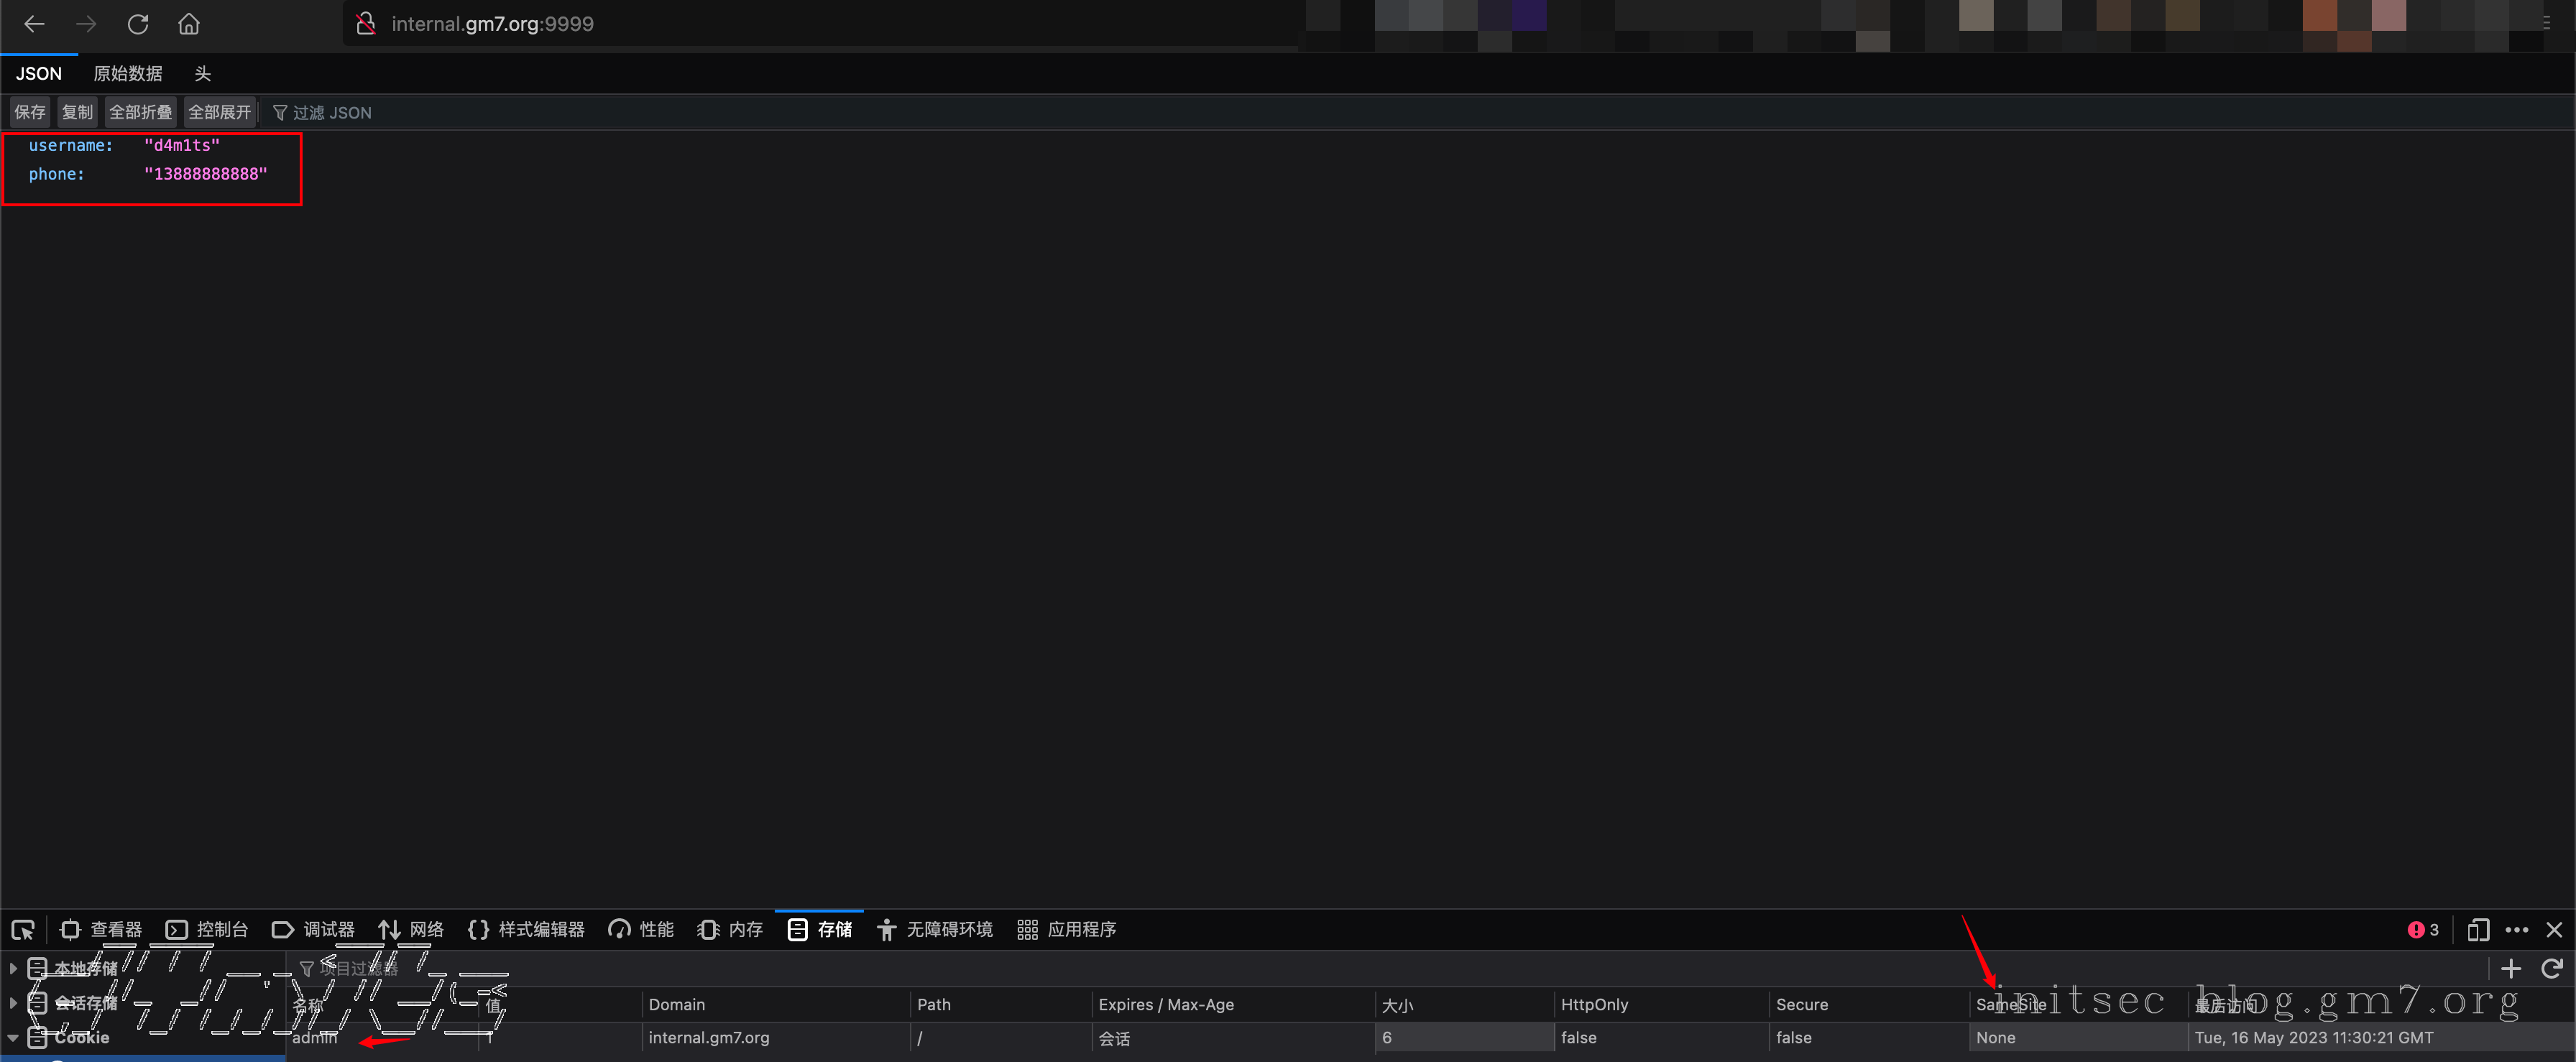 internal.gm7.org:9999
JSON 原始数据 头
保存 复制 全部折叠 全部展开 过滤 JSON
username: "d4m1ts"
phone: "13888888888"
查看器 控制台 调试器 网络 样式编辑器 性能 内存 存储 无障碍环境 应用程序 3
本地存储 项目过滤器
会话存储 名称 值 Domain Path Expires / Max-Age 大小 HttpOnly Secure SameSite 最后访问
initsec blog.gm7.org
Cookie admin 1 internal.gm7.org / 会话 6 false false None Tue, 16 May 2023 11:30:21 GMT